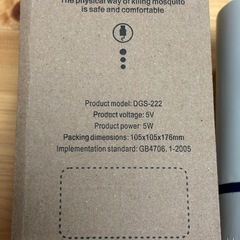 The physical way of killing mosquito
is safe and comfortable
Product model: DGS-222
Product voltage: 5V
Product power: 5W
Packing dimensions: 105x105x176mm
Implementation standard: GB4706. 1-2005